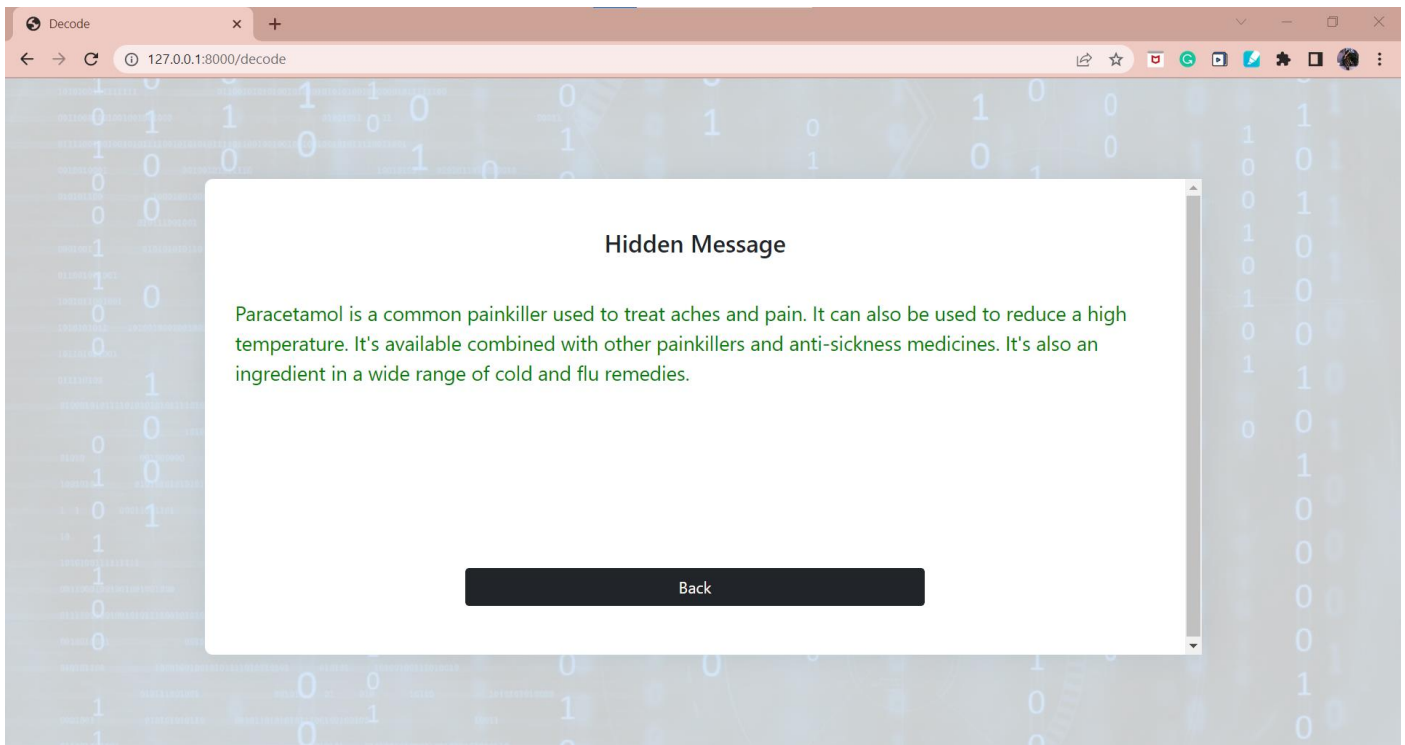 Decode
127.0.0.1:8000/decode
Hidden Message
Paracetamol is a common painkiller used to treat aches and pain. It can also be used to reduce a high
temperature. It's available combined with other painkillers and anti-sickness medicines. It's also an
ingredient in a wide range of cold and flu remedies.
Back